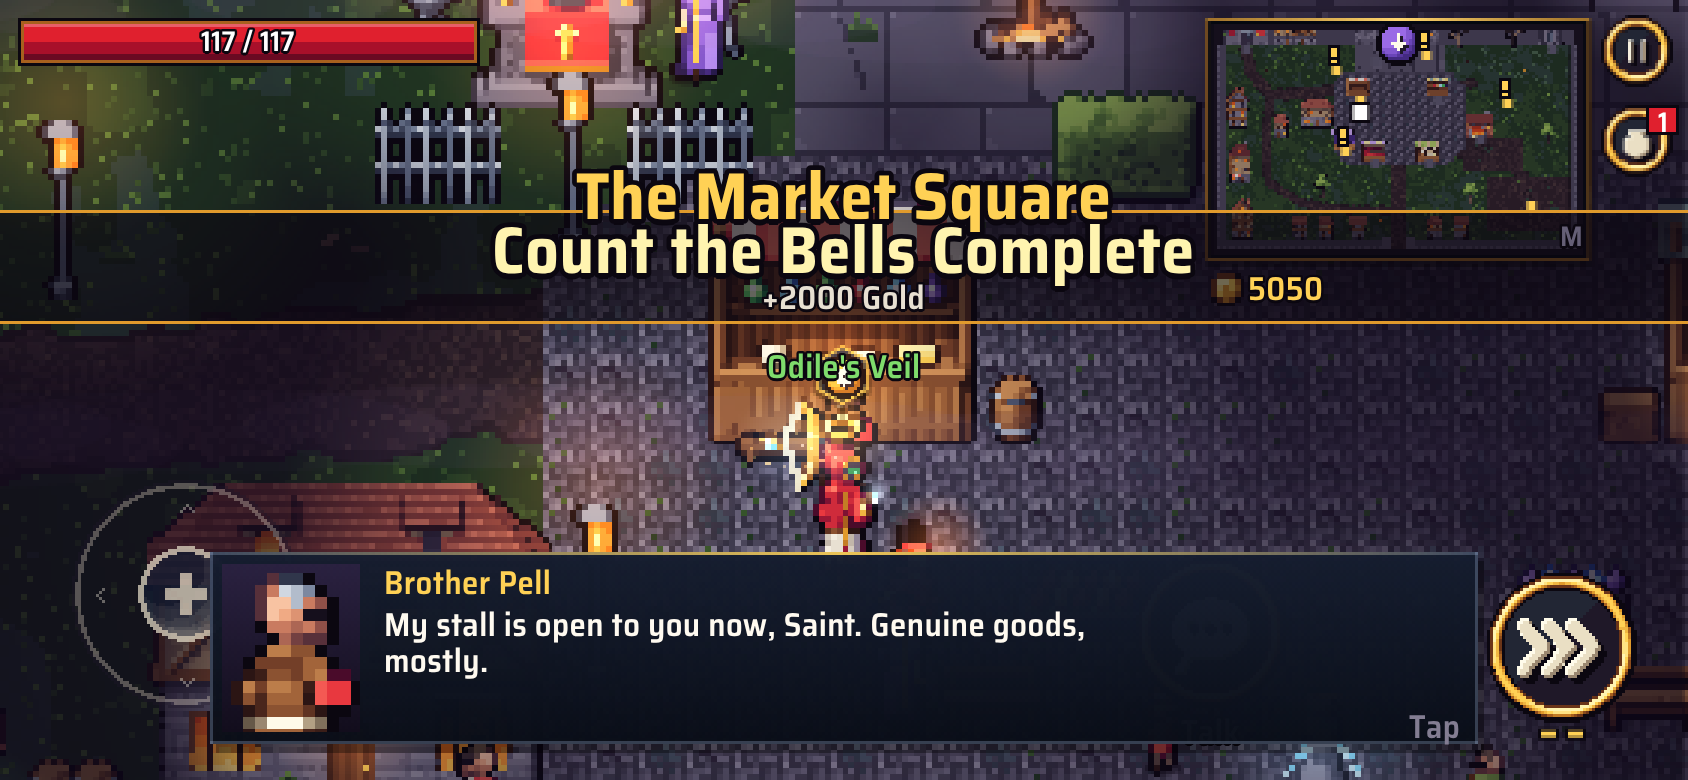 117 / 117
1
The Market Square
Count the Bells Complete
+2000 Gold
M
5050
Odile's Veil
Brother Pell
My stall is open to you now, Saint. Genuine goods,
mostly.
Tap
Talk